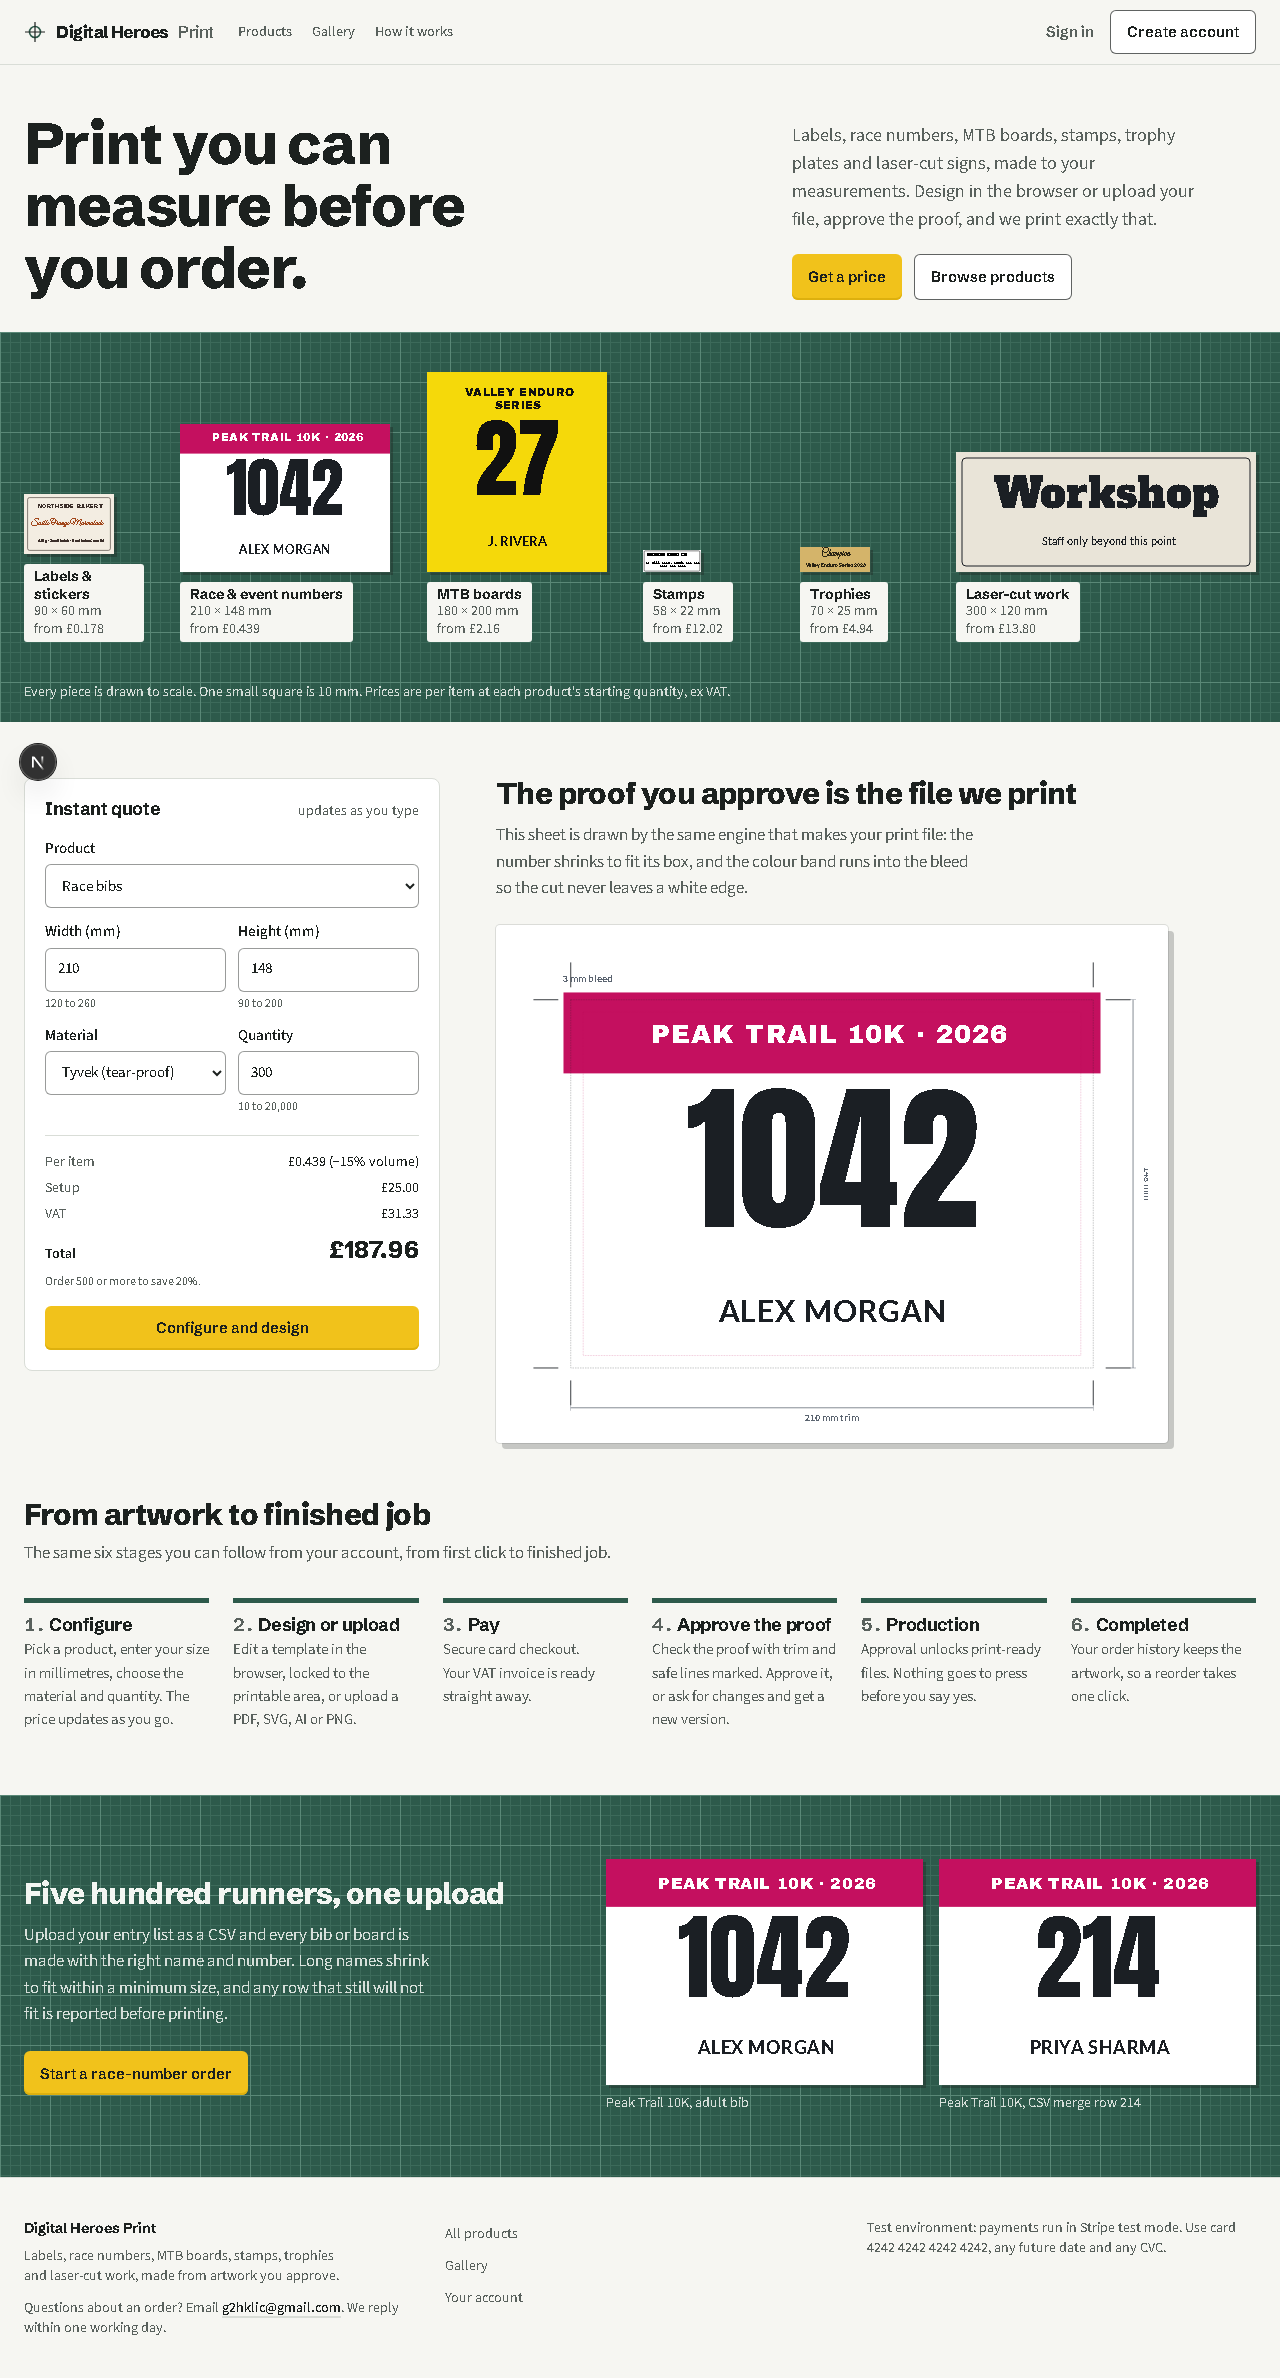 Digital Heroes Print
Products
Gallery
How it works
Sign in
Create account
Print you can
measure before
you order.
Labels, race numbers, MTB boards, stamps, trophy
plates and laser-cut signs, made to your
measurements. Design in the browser or upload your
file, approve the proof, and we print exactly that.
Get a price
Browse products
NORTHSIDE BAKERY
Seville Orange Marmalade
Labels &
stickers
90 × 60 mm
from £0.178
PEAK TRAIL 10K · 2026
1042
ALEX MORGAN
Race & event numbers
210 × 148 mm
from £0.439
VALLEY ENDURO
SERIES
27
J. RIVERA
MTB boards
180 × 200 mm
from £2.16
Stamps
58 × 22 mm
from £12.02
Champion
Valley Enduro Series 2026
Trophies
70 × 25 mm
from £4.94
Workshop
Staff only beyond this point
Laser-cut work
300 × 120 mm
from £13.80
Every piece is drawn to scale. One small square is 10 mm. Prices are per item at each product's starting quantity, ex VAT.
N
Instant quote
updates as you type
Product
Race bibs
Width (mm)
Height (mm)
210
148
120 to 260
90 to 200
Material
Quantity
Tyvek (tear-proof)
300
10 to 20,000
Per item
£0.439 (−15% volume)
Setup
£25.00
VAT
£31.33
Total
£187.96
Order 500 or more to save 20%.
Configure and design
The proof you approve is the file we print
This sheet is drawn by the same engine that makes your print file: the
number shrinks to fit its box, and the colour band runs into the bleed
so the cut never leaves a white edge.
3 mm bleed
PEAK TRAIL 10K · 2026
1042
ALEX MORGAN
148 mm
210 mm trim
From artwork to finished job
The same six stages you can follow from your account, from first click to finished job.
1. Configure
Pick a product, enter your size
in millimetres, choose the
material and quantity. The
price updates as you go.
2. Design or upload
Edit a template in the
browser, locked to the
printable area, or upload a
PDF, SVG, AI or PNG.
3. Pay
Secure card checkout.
Your VAT invoice is ready
straight away.
4. Approve the proof
Check the proof with trim and
safe lines marked. Approve it,
or ask for changes and get a
new version.
5. Production
Approval unlocks print-ready
files. Nothing goes to press
before you say yes.
6. Completed
Your order history keeps the
artwork, so a reorder takes
one click.
Five hundred runners, one upload
Upload your entry list as a CSV and every bib or board is
made with the right name and number. Long names shrink
to fit within a minimum size, and any row that still will not
fit is reported before printing.
Start a race-number order
PEAK TRAIL 10K · 2026
1042
ALEX MORGAN
Peak Trail 10K, adult bib
PEAK TRAIL 10K · 2026
214
PRIYA SHARMA
Peak Trail 10K, CSV merge row 214
Digital Heroes Print
Labels, race numbers, MTB boards, stamps, trophies
and laser-cut work, made from artwork you approve.
Questions about an order? Email g2hklic@gmail.com. We reply
within one working day.
All products
Gallery
Your account
Test environment: payments run in Stripe test mode. Use card
4242 4242 4242 4242, any future date and any CVC.